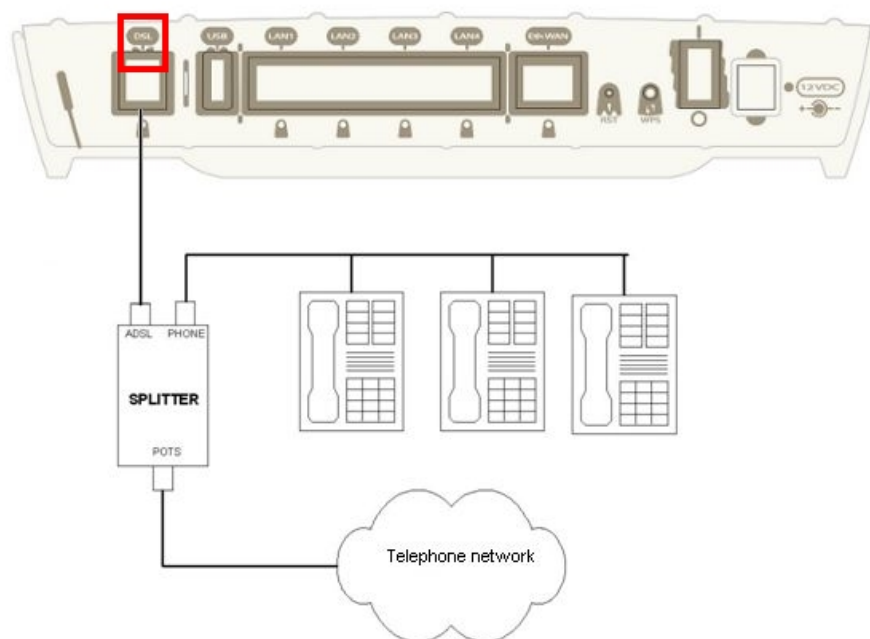 DSL USB LAN1 LAN2 LAN3 LAN4 Eth WAN
RST WPS 12VDC
ADSL PHONE
SPLITTER
POTS
Telephone network